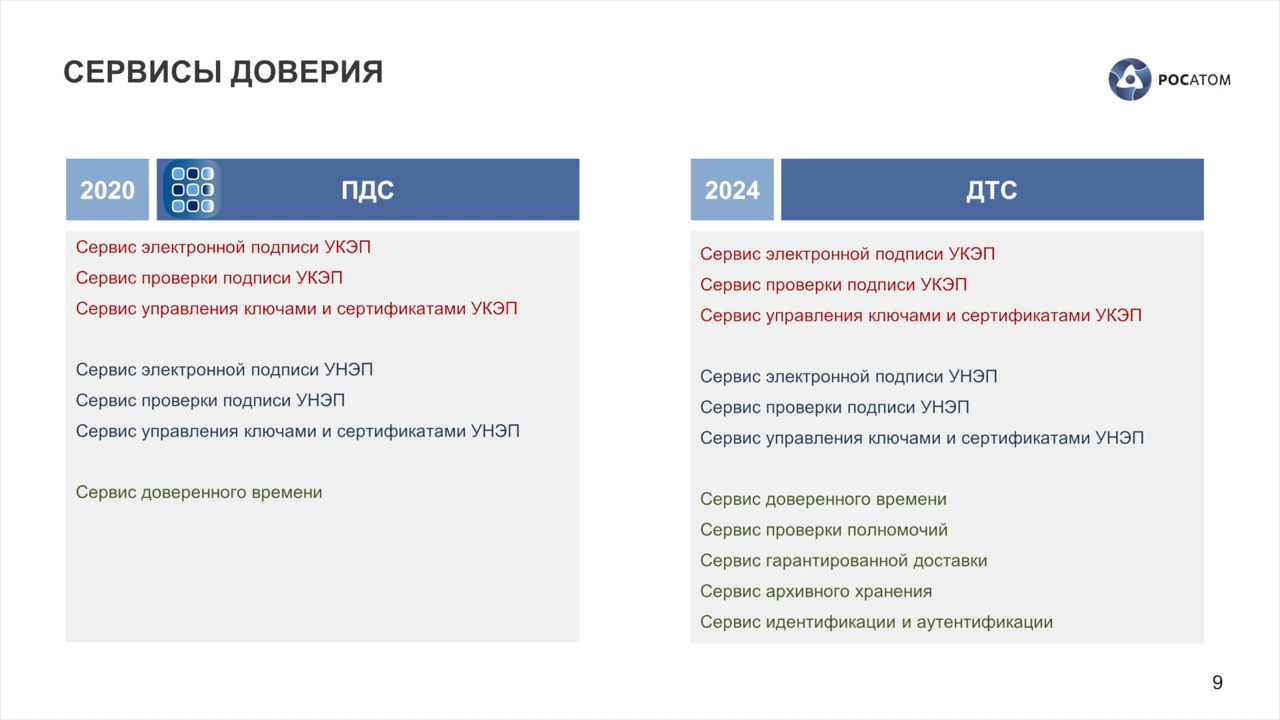 СЕРВИСЫ ДОВЕРИЯ
РОСАТОМ
2020
ПДС
Сервис электронной подписи УКЭП
Сервис проверки подписи УКЭП
Сервис управления ключами и сертификатами УКЭП
Сервис электронной подписи УНЭП
Сервис проверки подписи УНЭП
Сервис управления ключами и сертификатами УНЭП
Сервис доверенного времени
2024
ДТС
Сервис электронной подписи УКЭП
Сервис проверки подписи УКЭП
Сервис управления ключами и сертификатами УКЭП
Сервис электронной подписи УНЭП
Сервис проверки подписи УНЭП
Сервис управления ключами и сертификатами УНЭП
Сервис доверенного времени
Сервис проверки полномочий
Сервис гарантированной доставки
Сервис архивного хранения
Сервис идентификации и аутентификации
9